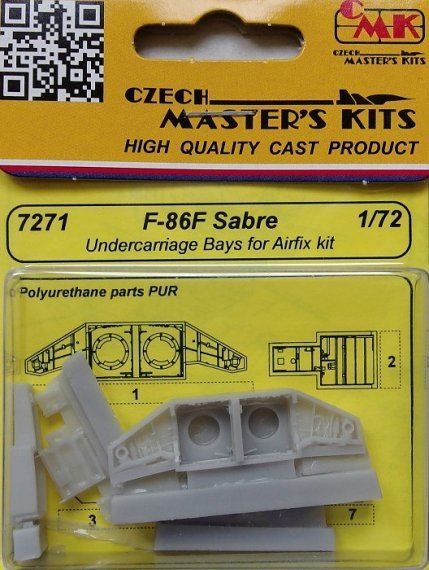 CMK
CZECH
MASTER'S KITS
CZECH
MASTER'S KITS
HIGH QUALITY CAST PRODUCT
7271 F-86F Sabre 1/72
Undercarriage Bays for Airfix kit
Polyurethane parts PUR
2
1
3 7